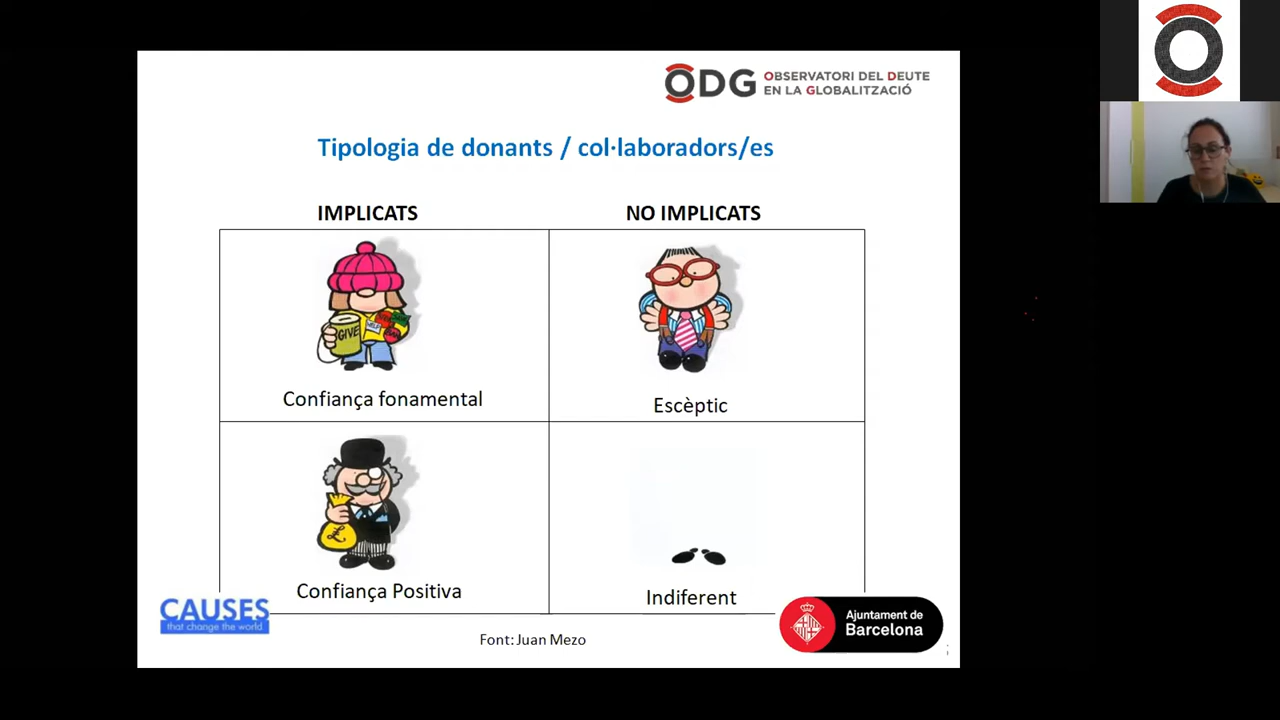 ODG OBSERVATORI DEL DEUTE
EN LA GLOBALITZACIÓ
Tipologia de donants / col·laboradors/es
IMPLICATS
NO IMPLICATS
GIVE
HELP
Confiança fonamental
Escèptic
Confiança Positiva
Indiferent
CAUSES
that change the world
Font: Juan Mezo
Ajuntament de
Barcelona